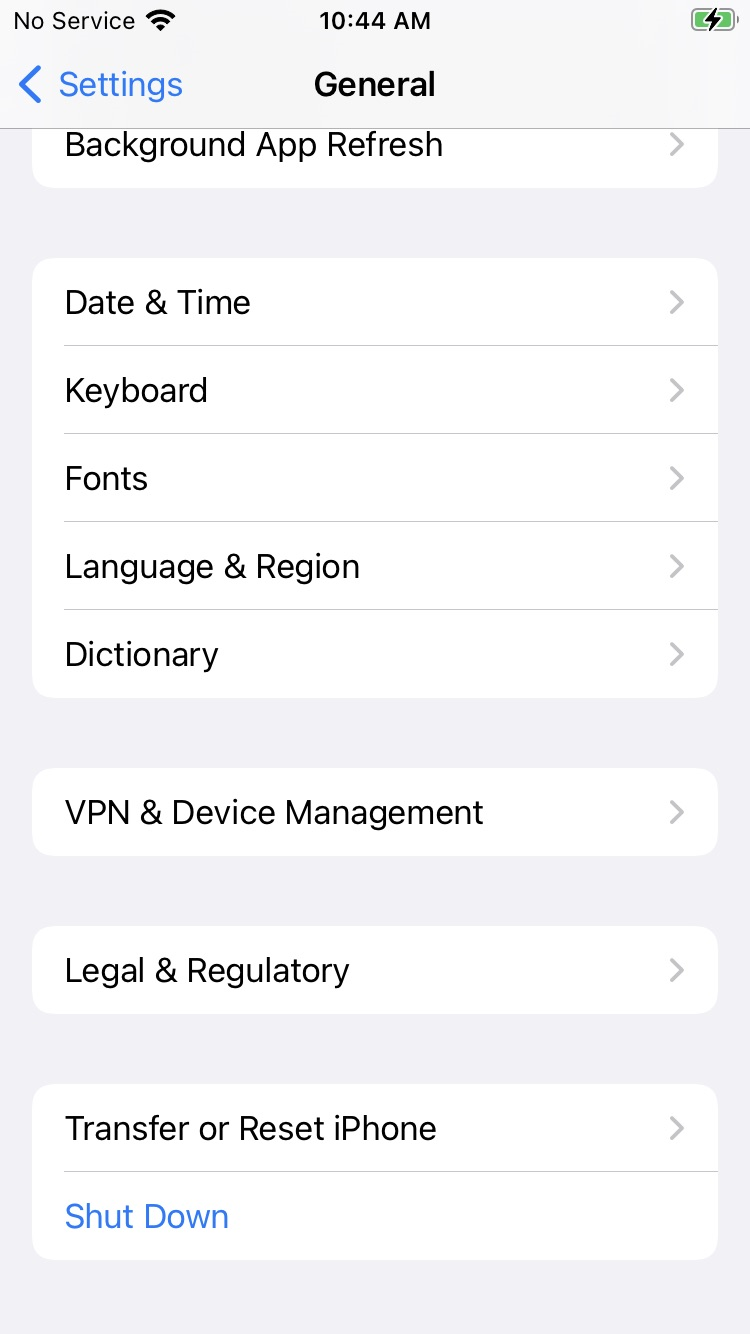 No Service 10:44 AM
Settings General
Background App Refresh
Date & Time
Keyboard
Fonts
Language & Region
Dictionary
VPN & Device Management
Legal & Regulatory
Transfer or Reset iPhone
Shut Down